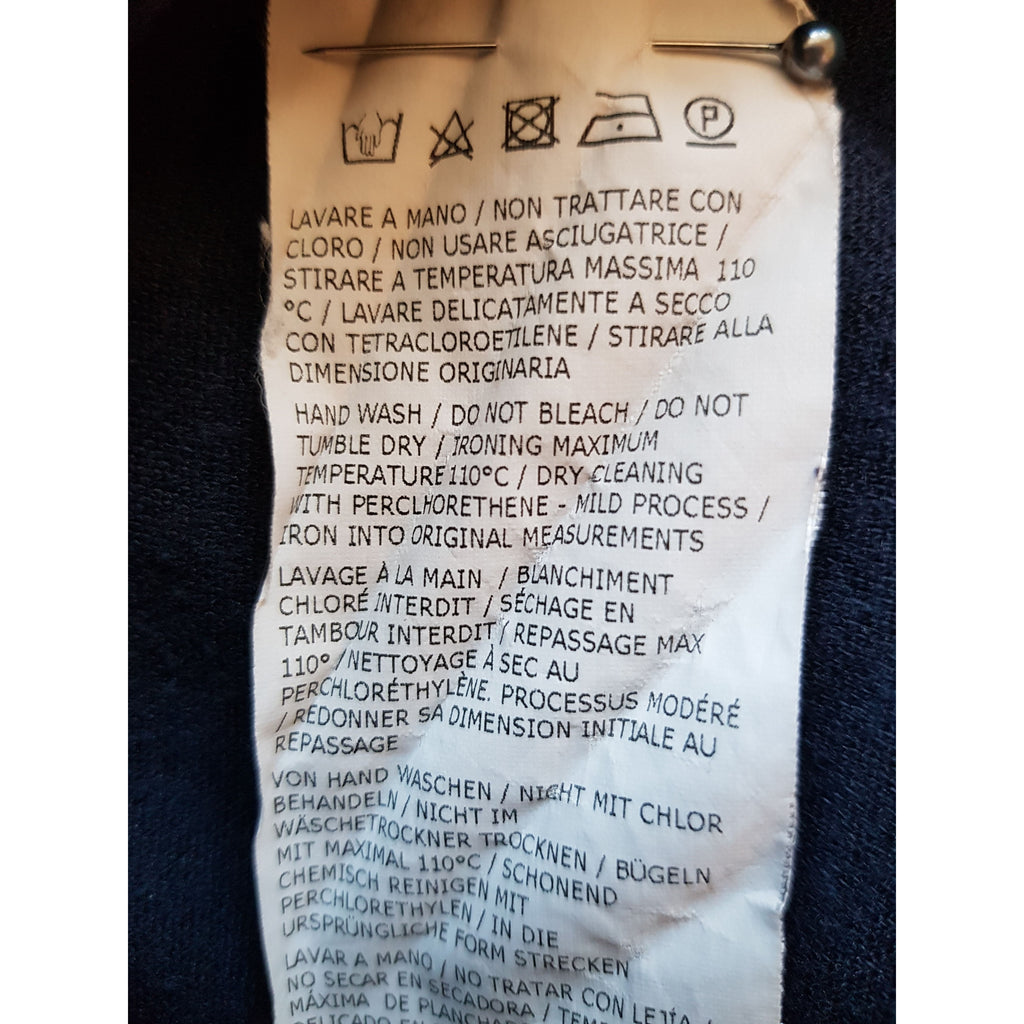 P
LAVARE A MANO / NON TRATTARE CON
CLORO / NON USARE ASCIUGATRICE /
STIRARE A TEMPERATURA MASSIMA 110
°C / LAVARE DELICATAMENTE A SECCO
CON TETRACLOROETILENE / STIRARE ALLA
DIMENSIONE ORIGINARIA
HAND WASH / DO NOT BLEACH / DO NOT
TUMBLE DRY / IRONING MAXIMUM
TEMPERATURE 110°C / DRY CLEANING
WITH PERCLHORETHENE - MILD PROCESS /
IRON INTO ORIGINAL MEASUREMENTS
LAVAGE À LA MAIN / BLANCHIMENT
CHLORÉ INTERDIT / SÉCHAGE EN
TAMBOUR INTERDIT / REPASSAGE MAX
110° / NETTOYAGE À SEC AU
PERCHLORÉTHYLÈNE. PROCESSUS MODÉRÉ
/ REDONNER SA DIMENSION INITIALE AU
REPASSAGE
VON HAND WASCHEN / NICHT MIT CHLOR
BEHANDELN / NICHT IM
WÄSCHETROCKNER TROCKNEN / BÜGELN
MIT MAXIMAL 110°C / SCHONEND
CHEMISCH REINIGEN MIT
PERCHLORETHYLEN / IN DIE
URSPRÜNGLICHE FORM STRECKEN
LAVAR A MANO / NO TRATAR CON LEJÍA /
NO SECAR EN SECADORA /
MÁXIMA DE
DELICADO